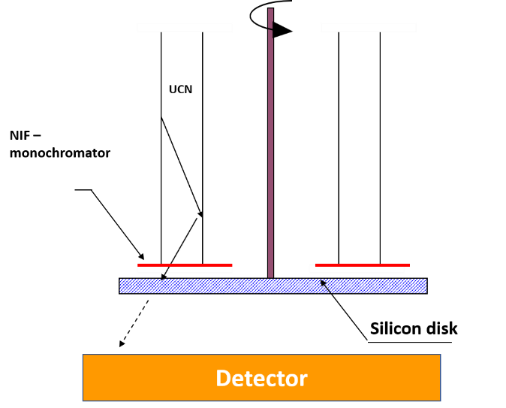 UCN
NIF –
monochromator
Silicon disk
Detector